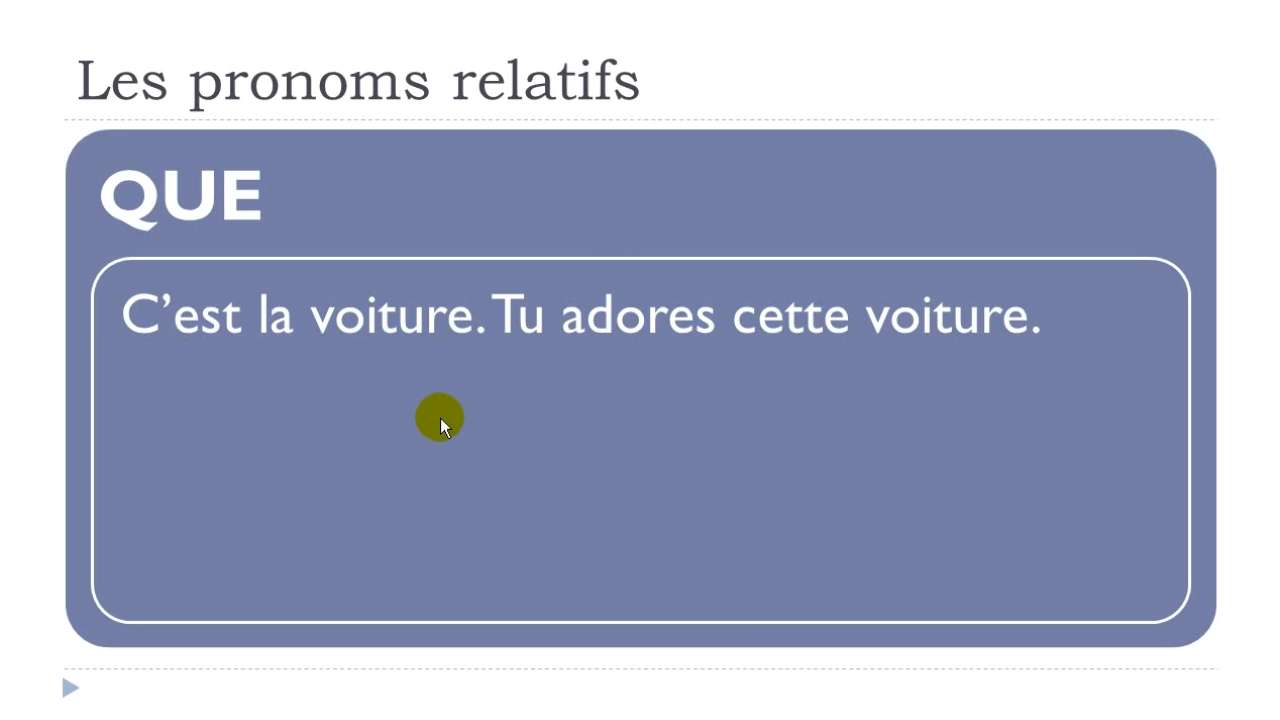 Les pronoms relatifs
QUE
C’est la voiture. Tu adores cette voiture.